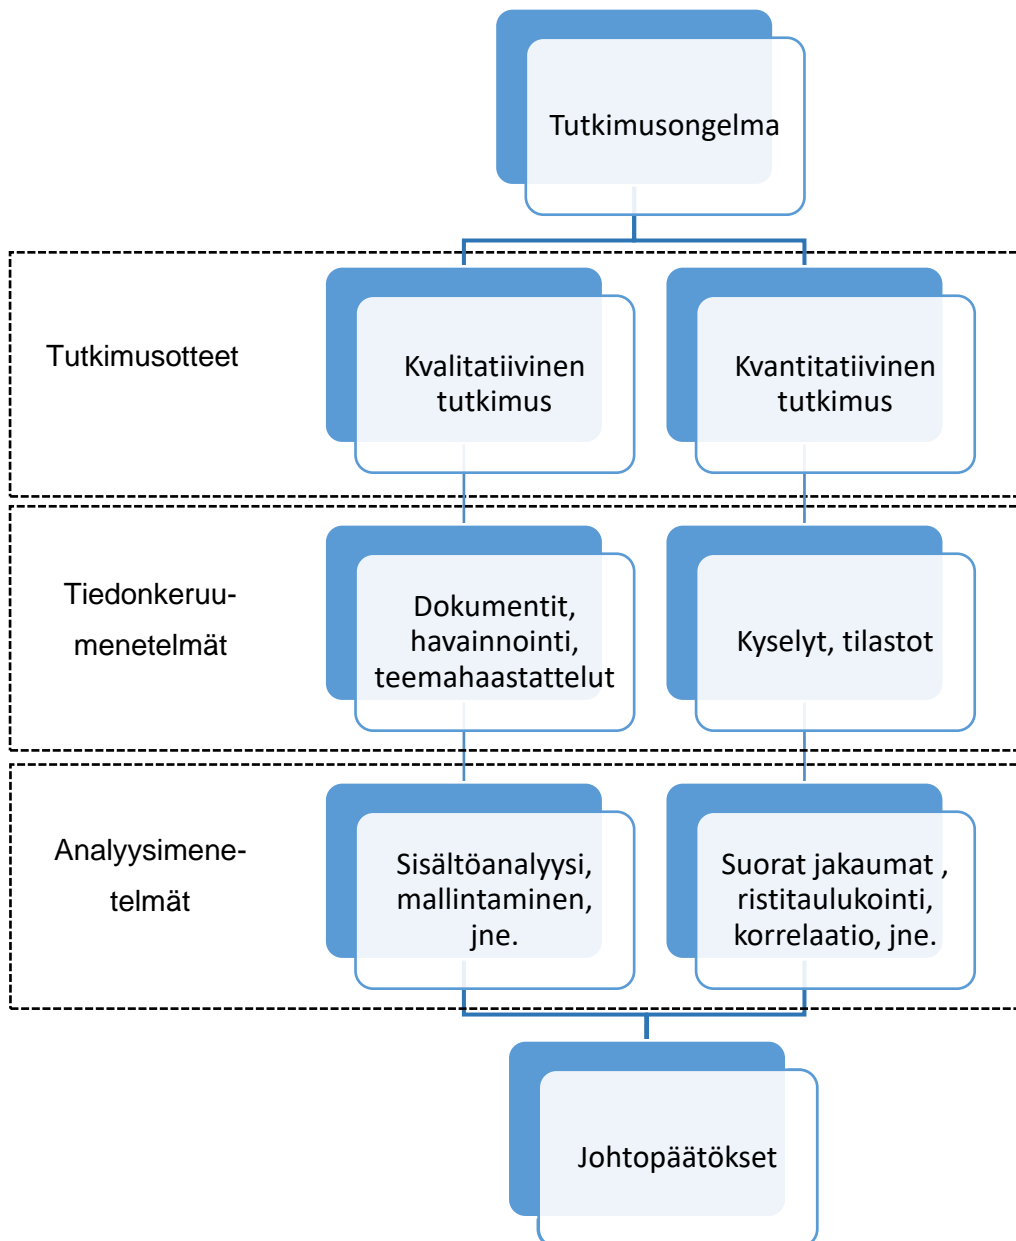 Tutkimusongelma
Tutkimusotteet
Kvalitatiivinen
tutkimus
Kvantitatiivinen
tutkimus
Tiedonkeruu-
menetelmät
Dokumentit,
havainnointi,
teemahaastattelut
Kyselyt, tilastot
Analyysimene-
telmät
Sisältöanalyysi,
mallintaminen,
jne.
Suorat jakaumat ,
ristitaulukointi,
korrelaatio, jne.
Johtopäätökset